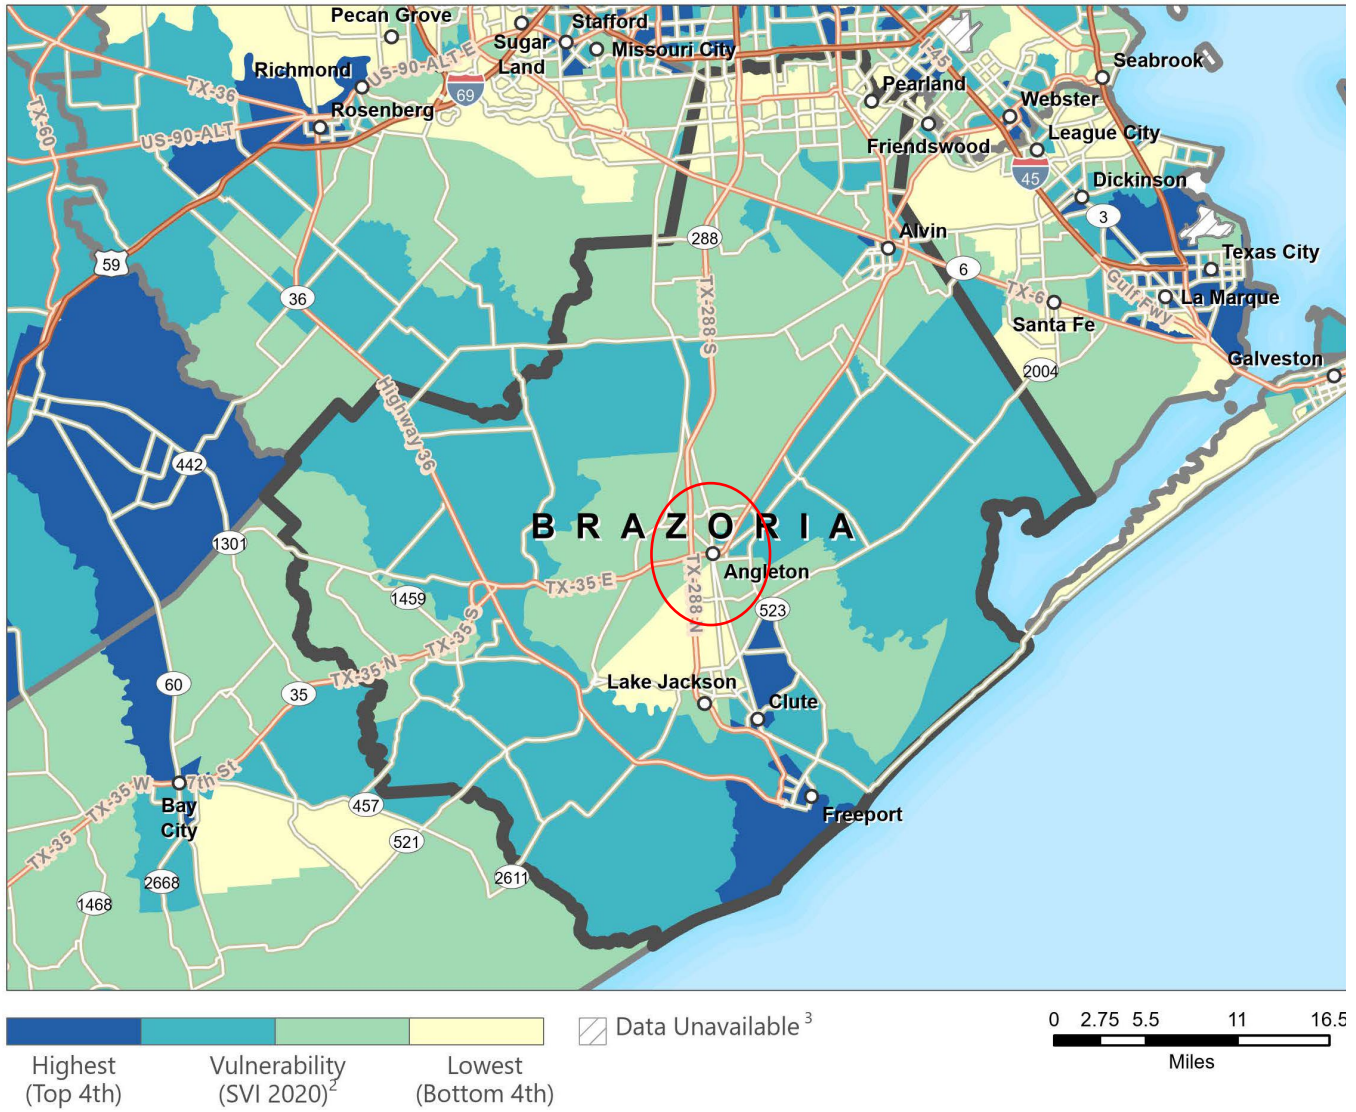 Pecan Grove
Stafford
Sugar
Land
Missouri City
Richmond
US-90-ALT E
69
TX-36
Rosenberg
TX-60
US-90-ALT
I-45
Seabrook
Pearland
Webster
Friendswood
League City
45
Dickinson
3
59
288
Alvin
6
Texas City
36
TX-288 S
TX-6
Gulf Fwy
La Marque
Santa Fe
Galveston
2004
Highway 36
442
BRAZORIA
1301
Angleton
TX-35 E
TX-288 N
1459
523
TX-35 S
TX-35 N
60
35
Lake Jackson
Clute
TX-35 W
7th St.
Bay
City
457
Freeport
TX-35
521
2611
2668
1468
Highest
(Top 4th)
Vulnerability
(SVI 2020)2
Lowest
(Bottom 4th)
Data Unavailable 3
0 2.75 5.5 11 16.5
Miles